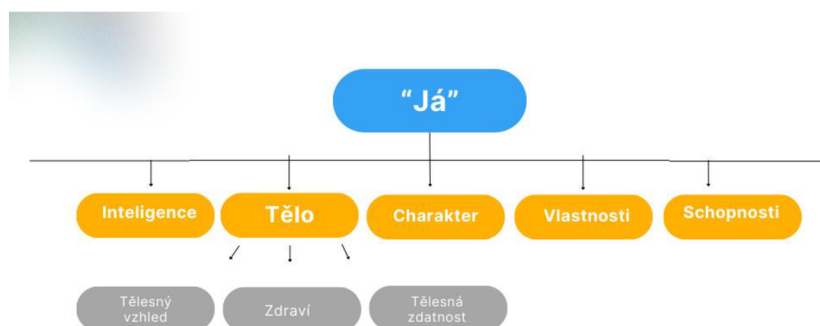 “Já”
Inteligence
Tělo
Charakter
Vlastnosti
Schopnosti
Tělesný
vzhled
Zdraví
Tělesná
zdatnost